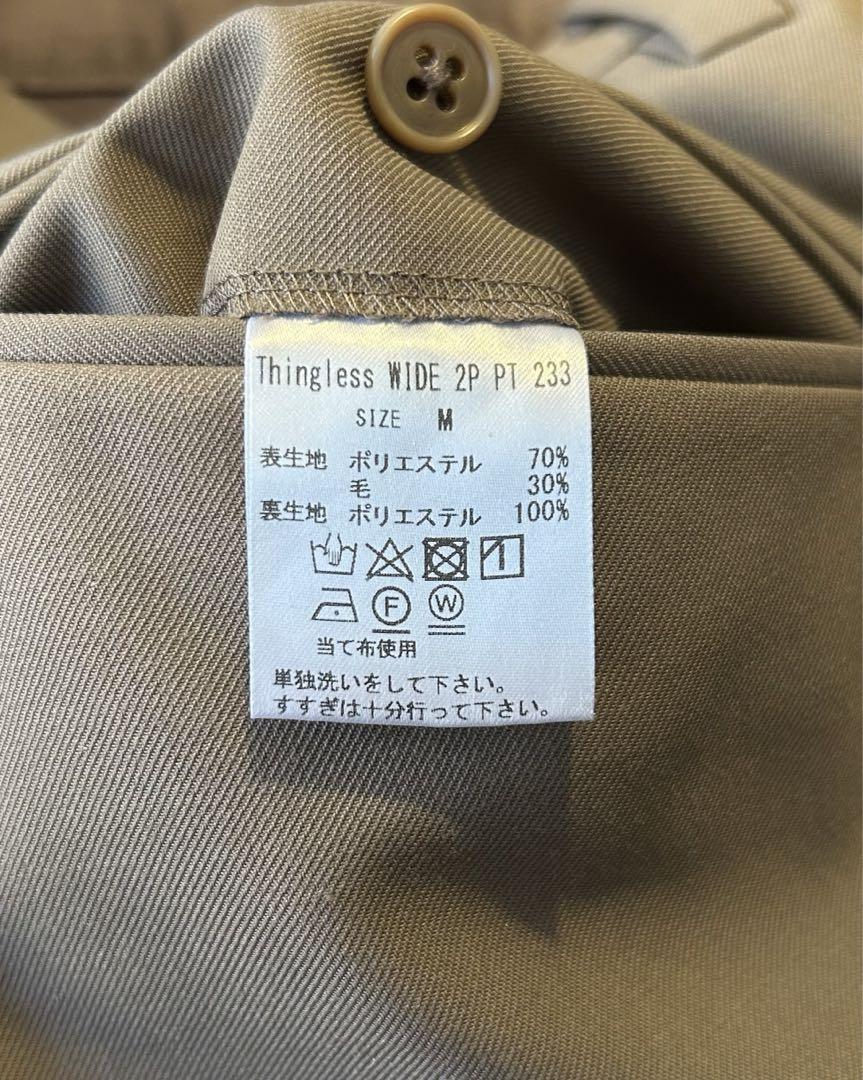 Thingless WIDE 2P PT 233
SIZE M
表生地 ポリエステル 70%
毛 30%
裏生地 ポリエステル 100%
F W
当て布使用
単独洗いをして下さい。
すすぎは十分行って下さい。